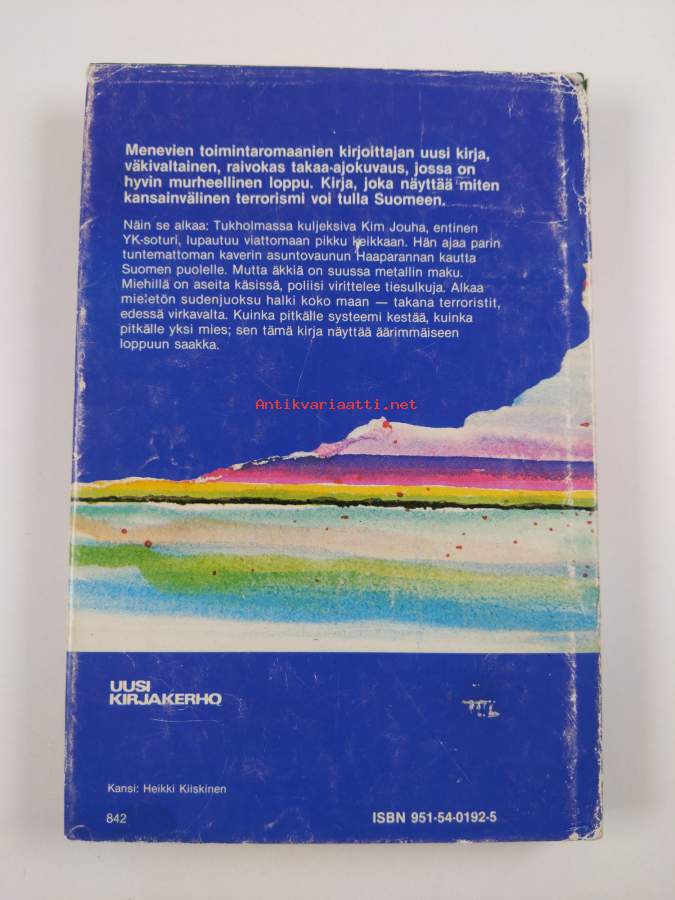 Menevien toimintaromaanien kirjoittajan uusi kirja,
väkivaltainen, raivokas takaa-ajokuvaus, jossa on
hyvin murheellinen loppu. Kirja, joka näyttää miten
kansainvälinen terrorismi voi tulla Suomeen.
Näin se alkaa: Tukholmassa kuljeksiva Kim Jouha, entinen
YK-soturi, lupautuu viattomaan pikku keikkaan. Hän ajaa parin
tuntemattoman kaverin asuntovaunun Haaparannan kautta
Suomen puolelle. Mutta äkkiä on suussa metallin maku.
Miehillä on aseita käsissä, poliisi virittelee tiesulkuja. Alkaa
mieletön sudenjuoksu halki koko maan — takana terroristit,
edessä virkavalta. Kuinka pitkälle systeemi kestää, kuinka
pitkälle yksi mies; sen tämä kirja näyttää äärimmäiseen
loppuun saakka.
Antikvariaatti.net
UUSI
KIRJAKERHO
Kansi: Heikki Kiiskinen
842
ISBN 951-54-0192-5